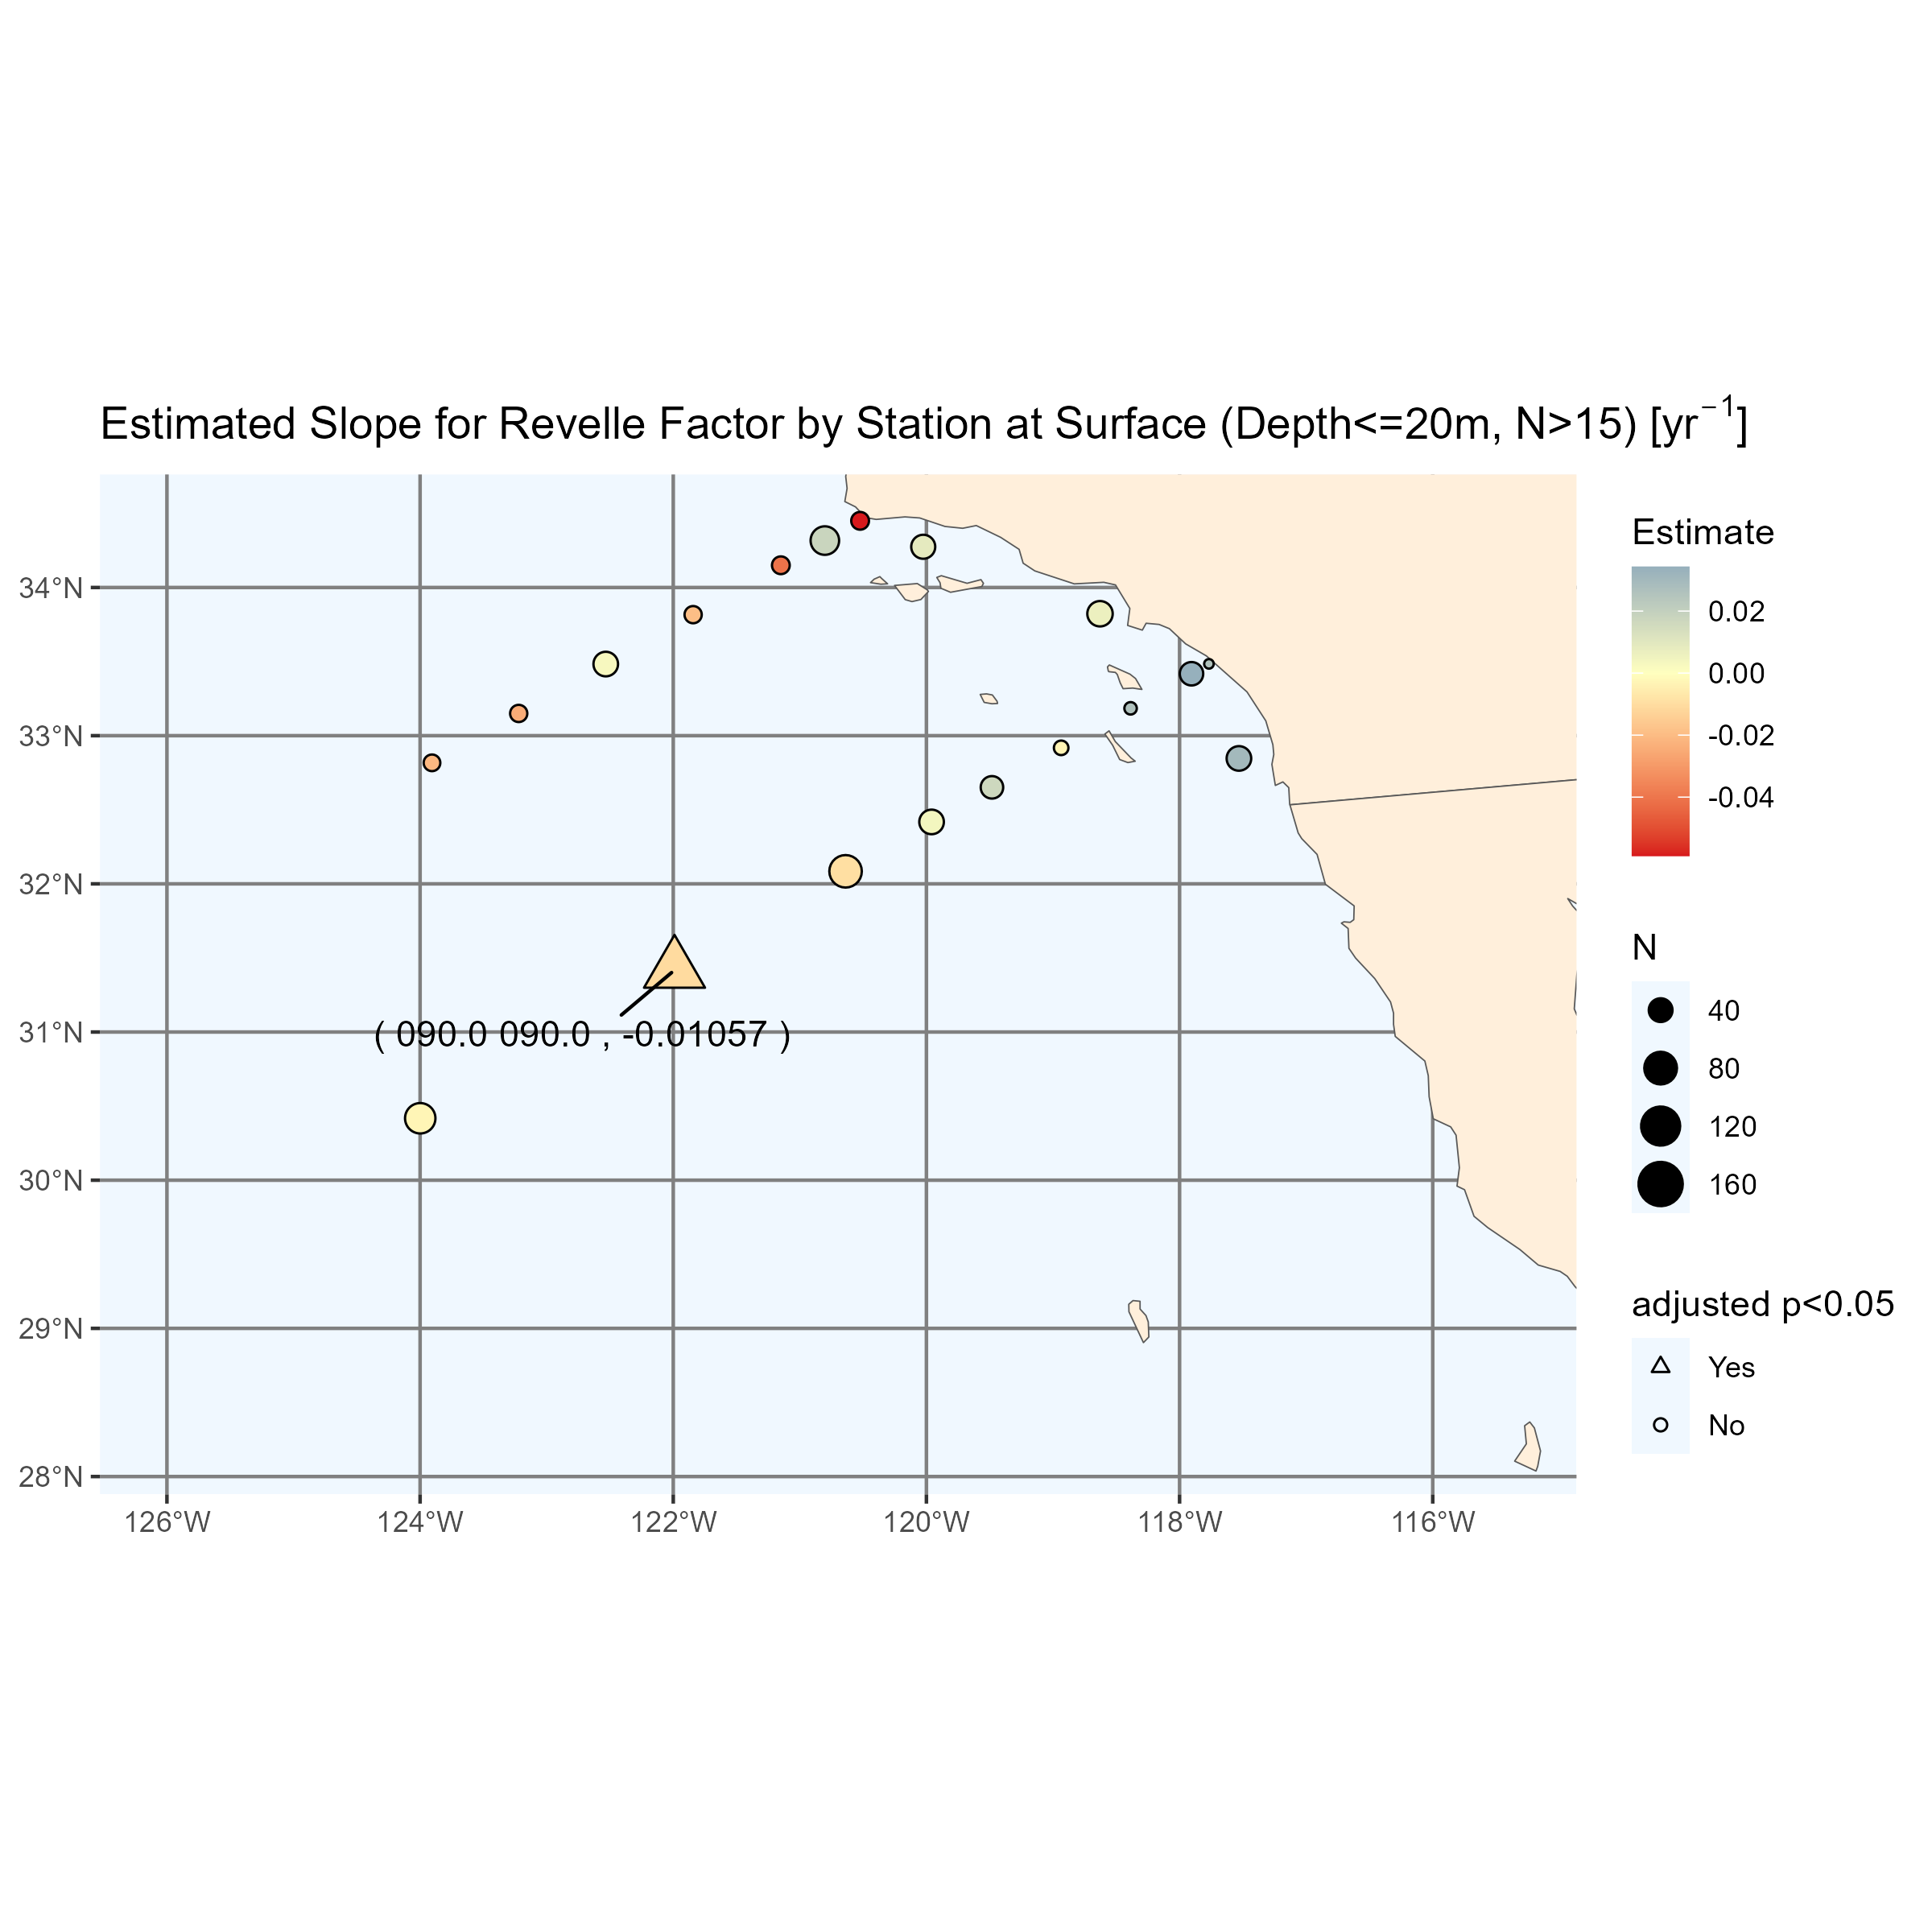 Estimated Slope for Revelle Factor by Station at Surface (Depth<=20m, N>15) [yr⁻¹]
34°N
33°N
32°N
31°N
30°N
29°N
28°N
126°W 124°W 122°W 120°W 118°W 116°W
( 090.0 090.0 , -0.01057 )
Estimate
0.02
0.00
-0.02
-0.04
N
40
80
120
160
adjusted p<0.05
Yes
No